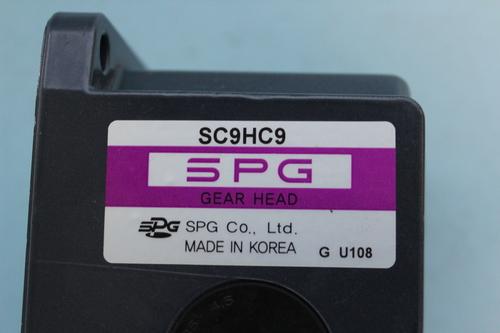 SC9HC9
SPG
GEAR HEAD
SPG SPG Co., Ltd.
MADE IN KOREA G U108